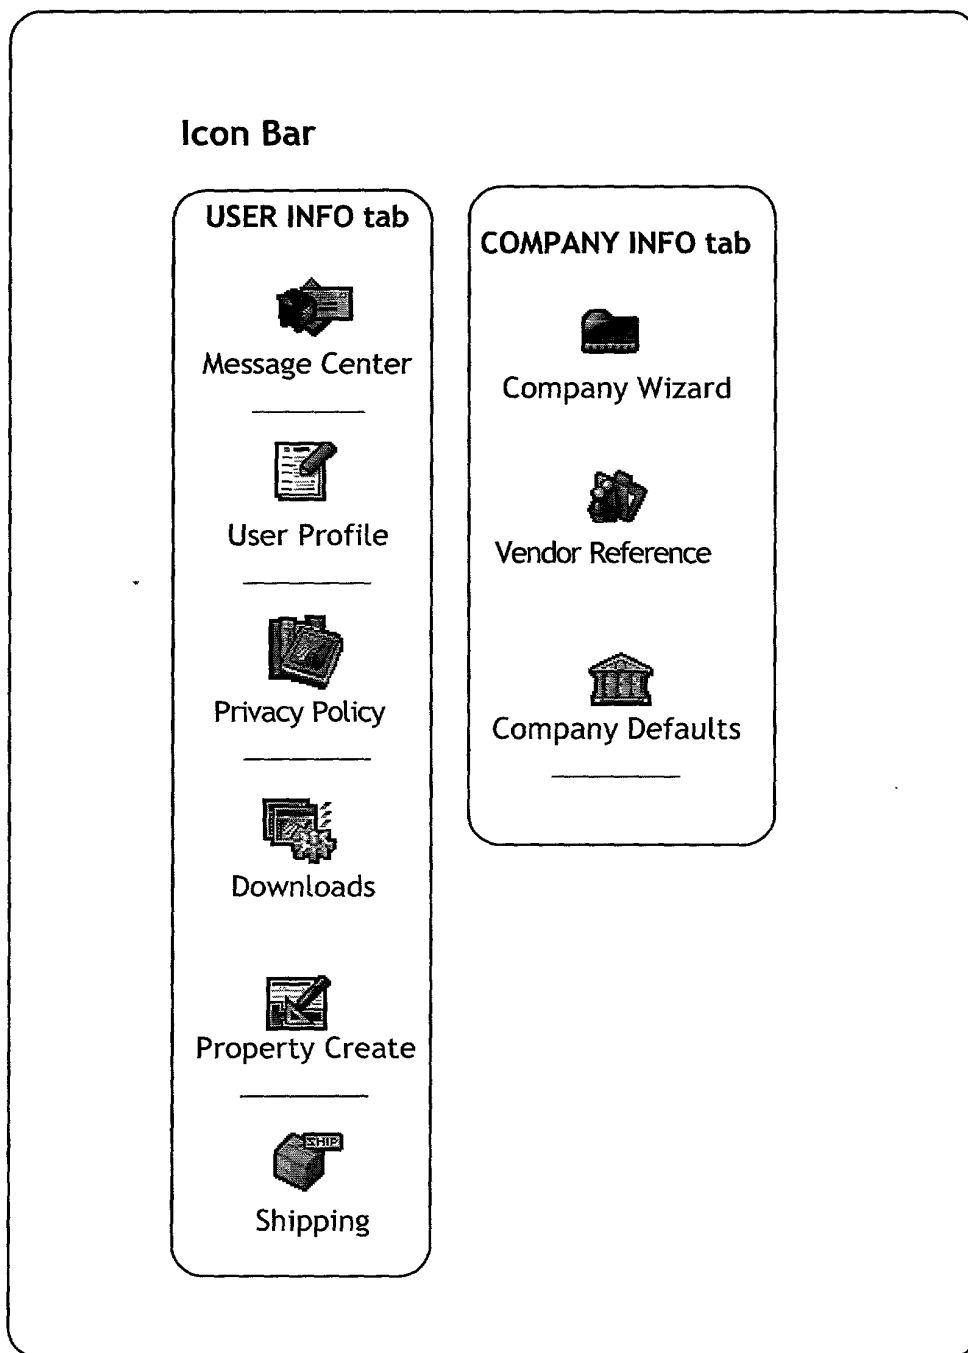 Icon Bar
USER INFO tab
Message Center
User Profile
Privacy Policy
Downloads
Property Create
SHIP
Shipping
COMPANY INFO tab
Company Wizard
Vendor Reference
Company Defaults